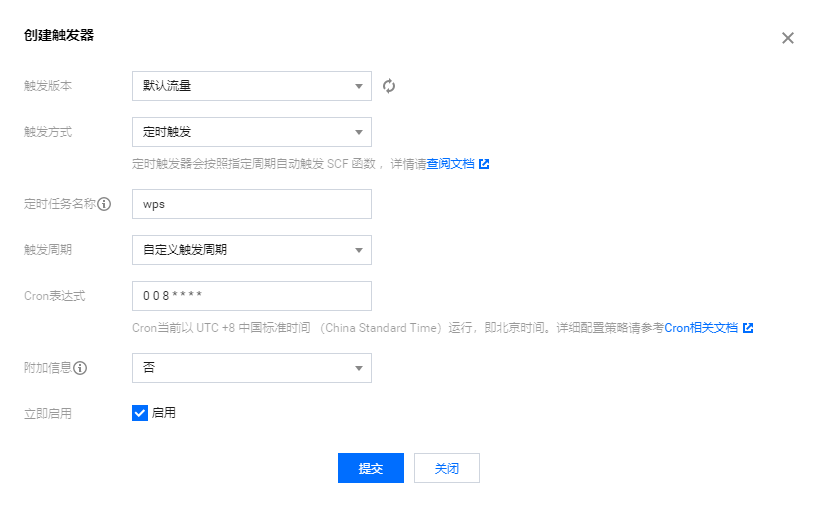 创建触发器
触发版本 默认流量
触发方式 定时触发
定时触发器会按照指定周期自动触发 SCF 函数，详情请查阅文档
定时任务名称 wps
触发周期 自定义触发周期
Cron表达式 0 0 8 * * * *
Cron当前以 UTC +8 中国标准时间 （China Standard Time）运行，即北京时间。详细配置策略请参考Cron相关文档
附加信息 否
立即启用 启用
提交 关闭